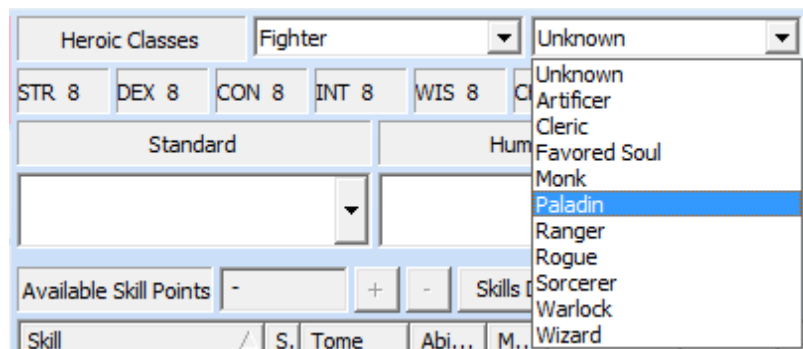 Heroic Classes Fighter Unknown
Unknown
STR 8 DEX 8 CON 8 INT 8 WIS 8
Artificer
Cleric
Standard
Favored Soul
Monk
Paladin
Ranger
Rogue
Available Skill Points - + -
Sorcerer
Warlock
Skill S. Tome Abi... M..
Wizard